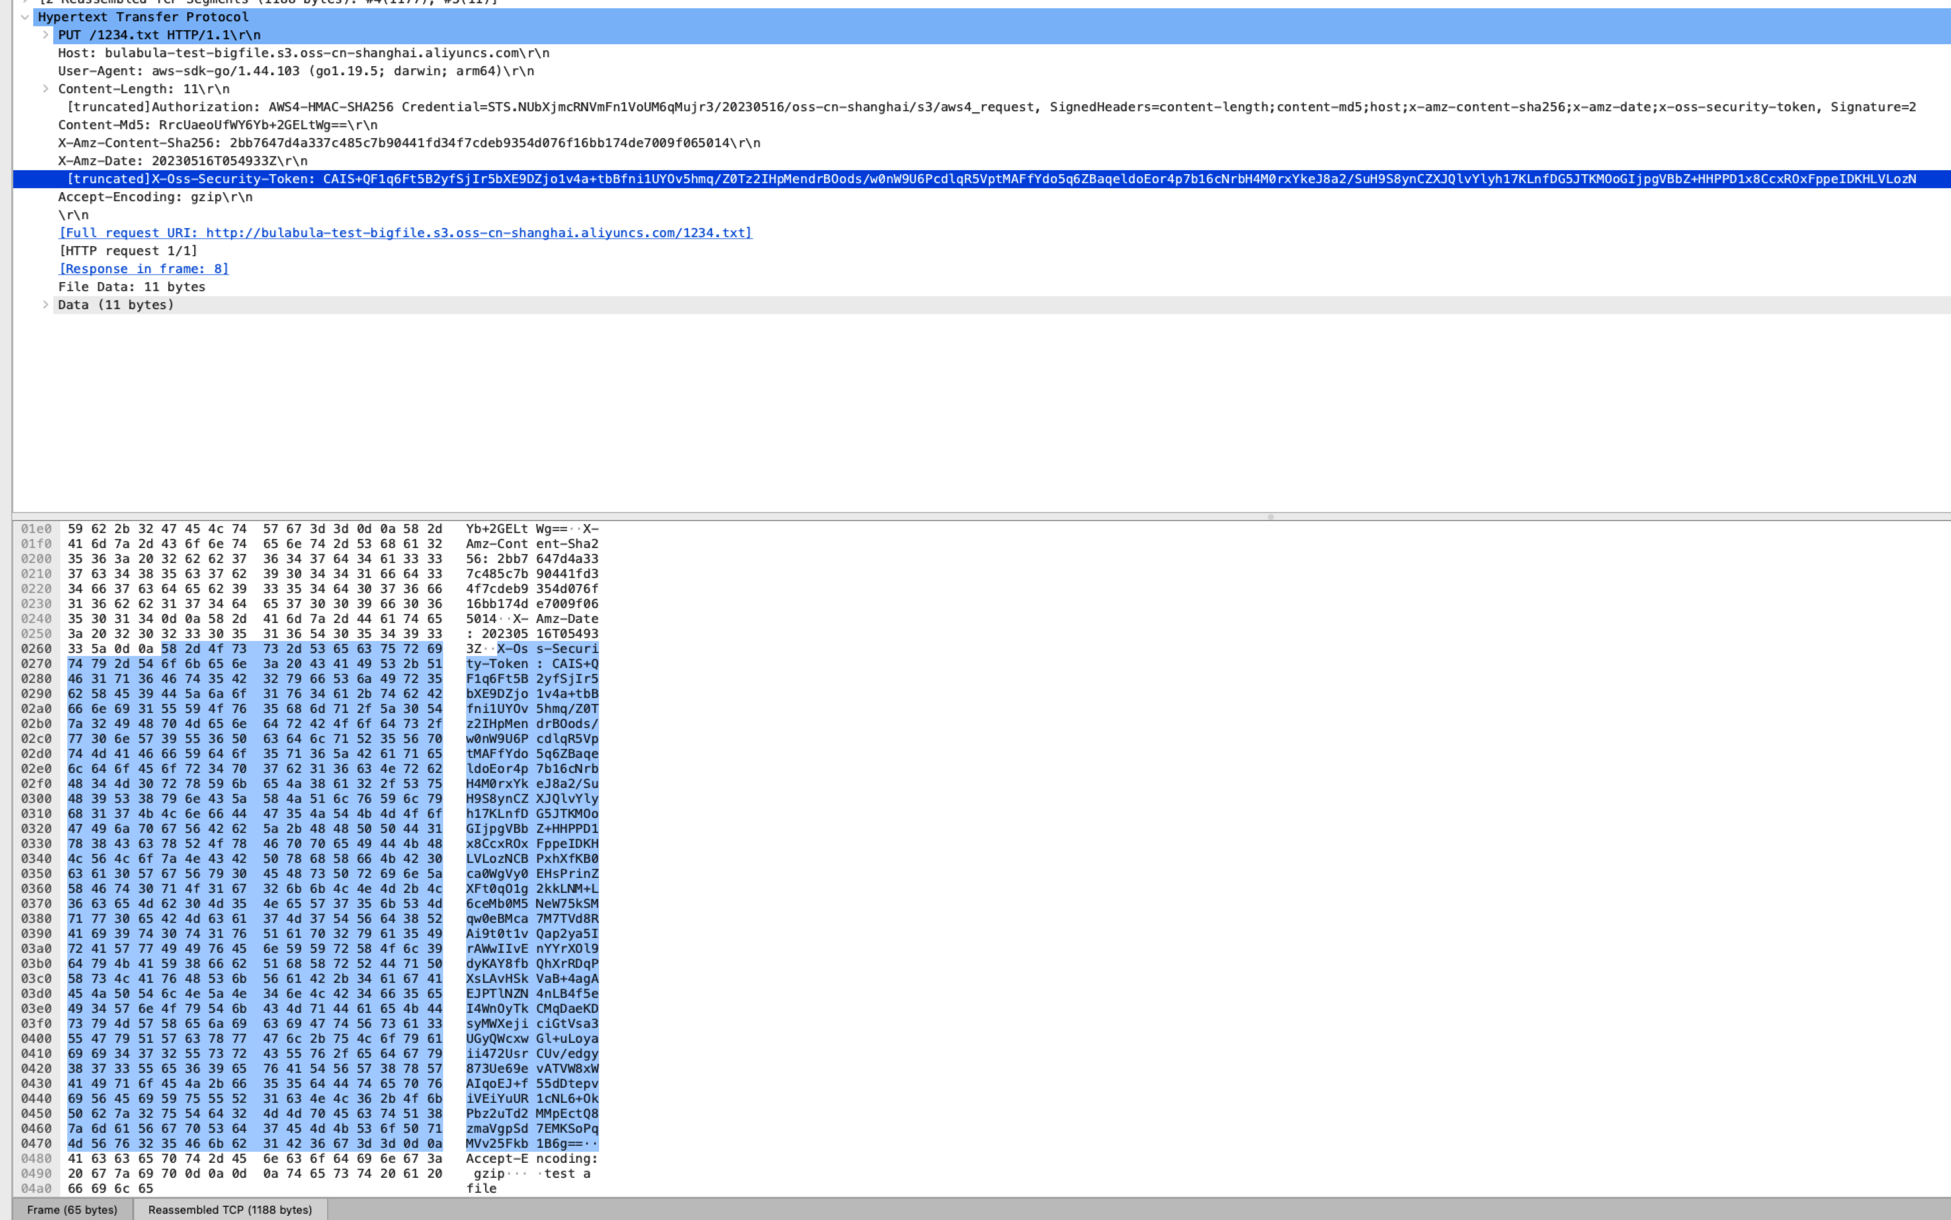 Hypertext Transfer Protocol
PUT /1234.txt HTTP/1.1\r\n
Host: bulabula-test-bigfile.s3.oss-cn-shanghai.aliyuncs.com\r\n
User-Agent: aws-sdk-go/1.44.103 (go1.19.5; darwin; arm64)\r\n
Content-Length: 11\r\n
[truncated]Authorization: AWS4-HMAC-SHA256 Credential=STS.NUbXjmcRNVmFn1VoUM6qMujr3/20230516/oss-cn-shanghai/s3/aws4_request, SignedHeaders=content-length;content-md5;host;x-amz-content-sha256;x-amz-date;x-oss-security-token, Signature=2
Content-Md5: RrcUaeoUfWY6Yb+2GELtWg==\r\n
X-Amz-Content-Sha256: 2bb7647d4a337c485c7b90441fd34f7cdeb9354d076f16bb174de7009f065014\r\n
X-Amz-Date: 20230516T054933Z\r\n
[truncated]X-Oss-Security-Token: CAIS+QF1q6Ft5B2yfSjIr5bXE9DZjo1v4a+tbBfni1UYOv5hmq/Z0Tz2IHpMendrBOods/w0nW9U6PcdlqR5VptMAFfYdo5q6ZBaqeldoEor4p7b16cNrbH4M0rxYkeJ8a2/SuH9S8ynCZXJQlvYlyh17KLnfDG5JTKMOoGIjpgVBbZ+HHPPD1x8CcxROxFppeIDKHLVLozN
Accept-Encoding: gzip\r\n
\r\n
[Full request URI: http://bulabula-test-bigfile.s3.oss-cn-shanghai.aliyuncs.com/1234.txt]
[HTTP request 1/1]
[Response in frame: 8]
File Data: 11 bytes
Data (11 bytes)
01e0 59 62 2b 32 47 45 4c 74 57 67 3d 3d 0d 0a 58 2d Yb+2GELt Wg==··X-
01f0 41 6d 7a 2d 43 6f 6e 74 65 6e 74 2d 53 68 61 32 Amz-Cont ent-Sha2
0200 35 36 3a 20 32 62 62 37 36 34 37 64 34 61 33 33 56: 2bb7 647d4a33
0210 37 63 34 38 35 63 37 62 39 30 34 34 31 66 64 33 7c485c7b 90441fd3
0220 34 66 37 63 64 65 62 39 33 35 34 64 30 37 36 66 4f7cdeb9 354d076f
0230 31 36 62 62 31 37 34 64 65 37 30 30 39 66 30 36 16bb174d e7009f06
0240 35 30 31 34 0d 0a 58 2d 41 6d 7a 2d 44 61 74 65 5014··X- Amz-Date
0250 3a 20 32 30 32 33 30 35 31 36 54 30 35 34 39 33 : 202305 16T05493
0260 33 5a 0d 0a 58 2d 4f 73 73 2d 53 65 63 75 72 69 3Z··X-Os s-Securi
0270 74 79 2d 54 6f 6b 65 6e 3a 20 43 41 49 53 2b 51 ty-Token : CAIS+Q
0280 46 31 71 36 46 74 35 42 32 79 66 53 6a 49 72 35 F1q6Ft5B 2yfSjIr5
0290 62 58 45 39 44 5a 6a 6f 31 76 34 61 2b 74 62 42 bXE9DZjo 1v4a+tbB
02a0 66 6e 69 31 55 59 4f 76 35 68 6d 71 2f 5a 30 54 fni1UYOv 5hmq/Z0T
02b0 7a 32 49 48 70 4d 65 6e 64 72 42 4f 6f 64 73 2f z2IHpMen drBOods/
02c0 77 30 6e 57 39 55 36 50 63 64 6c 71 52 35 56 70 w0nW9U6P cdlqR5Vp
02d0 74 4d 41 46 66 59 64 6f 35 71 36 5a 42 61 71 65 tMAFfYdo 5q6ZBaqe
02e0 6c 64 6f 45 6f 72 34 70 37 62 31 36 63 4e 72 62 ldoEor4p 7b16cNrb
02f0 48 34 4d 30 72 78 59 6b 65 4a 38 61 32 2f 53 75 H4M0rxYk eJ8a2/Su
0300 48 39 53 38 79 6e 43 5a 58 4a 51 6c 76 59 6c 79 H9S8ynCZ XJQlvYly
0310 68 31 37 4b 4c 6e 66 44 47 35 4a 54 4b 4d 4f 6f h17KLnfD G5JTKMOo
0320 47 49 6a 70 67 56 42 62 5a 2b 48 48 50 50 44 31 GIjpgVBb Z+HHPPD1
0330 78 38 43 63 78 52 4f 78 46 70 70 65 49 44 4b 48 x8CcxROx FppeIDKH
0340 4c 56 4c 6f 7a 4e 43 42 50 78 68 58 66 4b 42 30 LVLozNCB PxhXfKB0
0350 63 61 30 57 67 56 79 30 45 48 73 50 72 69 6e 5a ca0WgVy0 EHsPrinZ
0360 58 46 74 30 71 4f 31 67 32 6b 6b 4c 4e 4d 2b 4c XFt0qO1g 2kkLNM+L
0370 36 63 65 4d 62 30 4d 35 4e 65 57 37 35 6b 53 4d 6ceMb0M5 NeW75kSM
0380 71 77 30 65 42 4d 63 61 37 4d 37 54 56 64 38 52 qw0eBMca 7M7TVd8R
0390 41 69 39 74 30 74 31 76 51 61 70 32 79 61 35 49 Ai9t0t1v Qap2ya5I
03a0 72 41 57 77 49 49 76 45 6e 59 59 72 58 4f 6c 39 rAWwIIvE nYYrXOl9
03b0 64 79 4b 41 59 38 66 62 51 68 58 72 52 44 71 50 dyKAY8fb QhXrRDqP
03c0 58 73 4c 41 76 48 53 6b 56 61 42 2b 34 61 67 41 XsLAvHSk VaB+4agA
03d0 45 4a 50 54 6c 4e 5a 4e 34 6e 4c 42 34 66 35 65 EJPTlNZN 4nLB4f5e
03e0 49 34 57 6e 4f 79 54 6b 43 4d 71 44 61 65 4b 44 I4WnOyTk CMqDaeKD
03f0 73 79 4d 57 58 65 6a 69 63 69 47 74 56 73 61 33 syMWXeji ciGtVsa3
0400 55 47 79 51 57 63 78 77 47 6c 2b 75 4c 6f 79 61 UGyQWcxw Gl+uLoya
0410 69 69 34 37 32 55 73 72 43 55 76 2f 65 64 67 79 ii472Usr CUv/edgy
0420 38 37 33 55 65 36 39 65 76 41 54 56 57 38 78 57 873Ue69e vATVW8xW
0430 41 49 71 6f 45 4a 2b 66 35 35 64 44 74 65 70 76 AIqoEJ+f 55dDtepv
0440 69 56 45 69 59 75 55 52 31 63 4e 4c 36 2b 4f 6b iVEiYuUR 1cNL6+Ok
0450 50 62 7a 32 75 54 64 32 4d 4d 70 45 63 74 51 38 Pbz2uTd2 MMpEctQ8
0460 7a 6d 61 56 67 70 53 64 37 45 4d 4b 53 6f 50 71 zmaVgpSd 7EMKSoPq
0470 4d 56 76 32 35 46 6b 62 31 42 36 67 3d 3d 0d 0a MVv25Fkb 1B6g==··
0480 41 63 63 65 70 74 2d 45 6e 63 6f 64 69 6e 67 3a Accept-E ncoding:
0490 20 67 7a 69 70 0d 0a 0d 0a 74 65 73 74 20 61 20 gzip··· ·test a
04a0 66 69 6c 65 file
Frame (65 bytes)
Reassembled TCP (1188 bytes)